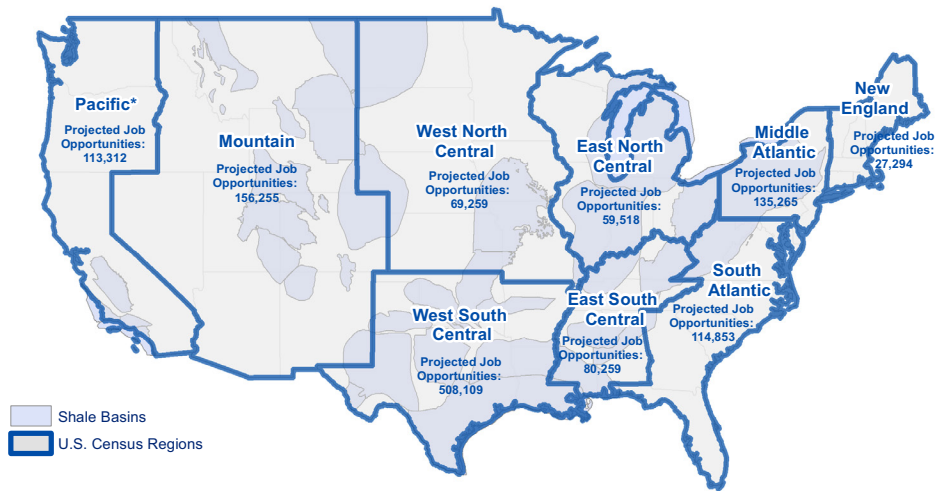 Pacific*
Projected Job
Opportunities:
113,312
Mountain
Projected Job
Opportunities:
156,255
West North
Central
Projected Job
Opportunities:
69,259
East North
Central
Projected Job
Opportunities:
59,518
Middle
Atlantic
Projected Job
Opportunities:
135,265
New
England
Projected Job
Opportunities:
27,294
West South
Central
Projected Job
Opportunities:
508,109
East South
Central
Projected Job
Opportunities:
80,259
South
Atlantic
Projected Job
Opportunities:
114,853
Shale Basins
U.S. Census Regions